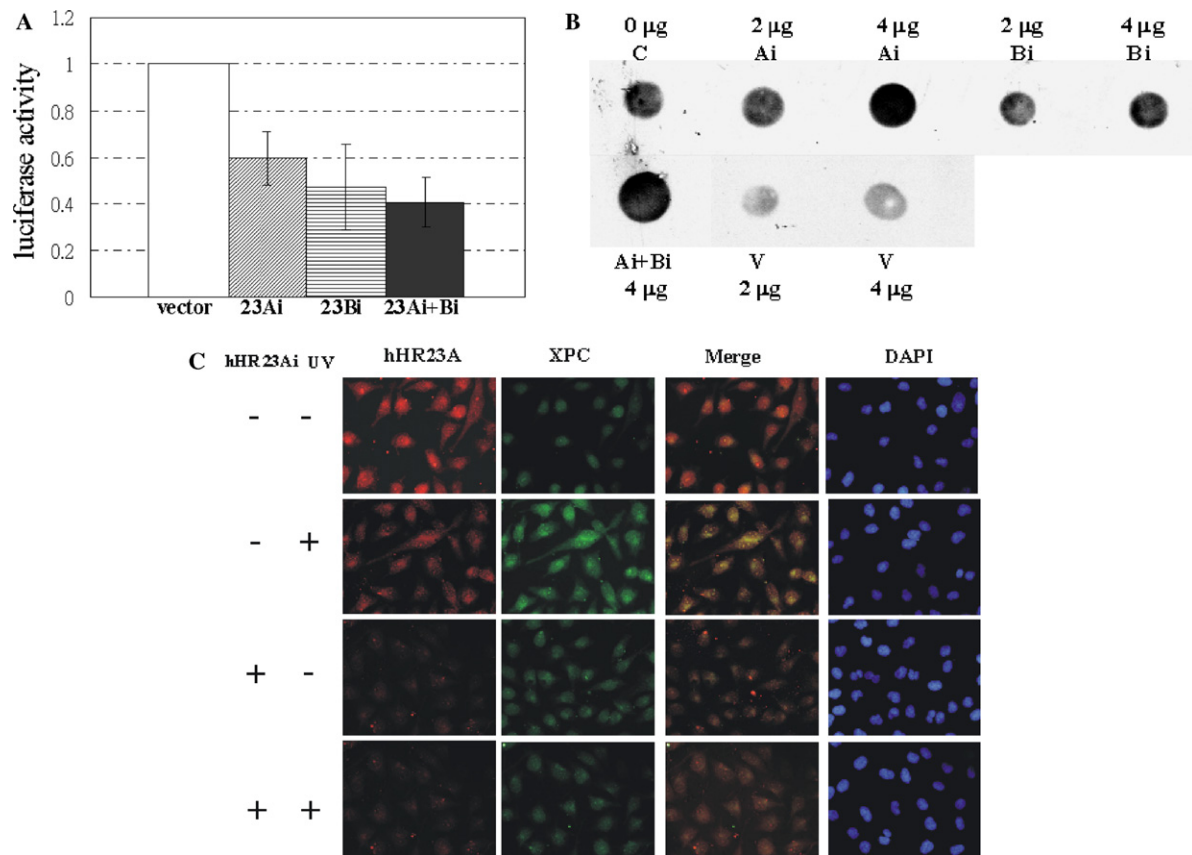 A
luciferase activity
1.2
1
0.8
0.6
0.4
0.2
0
vector 23Ai 23Bi 23Ai+Bi
B
0 µg 2 µg 4 µg 2 µg 4 µg
C Ai Ai Bi Bi
Ai+Bi V V
4 µg 2 µg 4 µg
C
hHR23Ai UV hHR23A XPC Merge DAPI
- -
- +
+ -
+ +